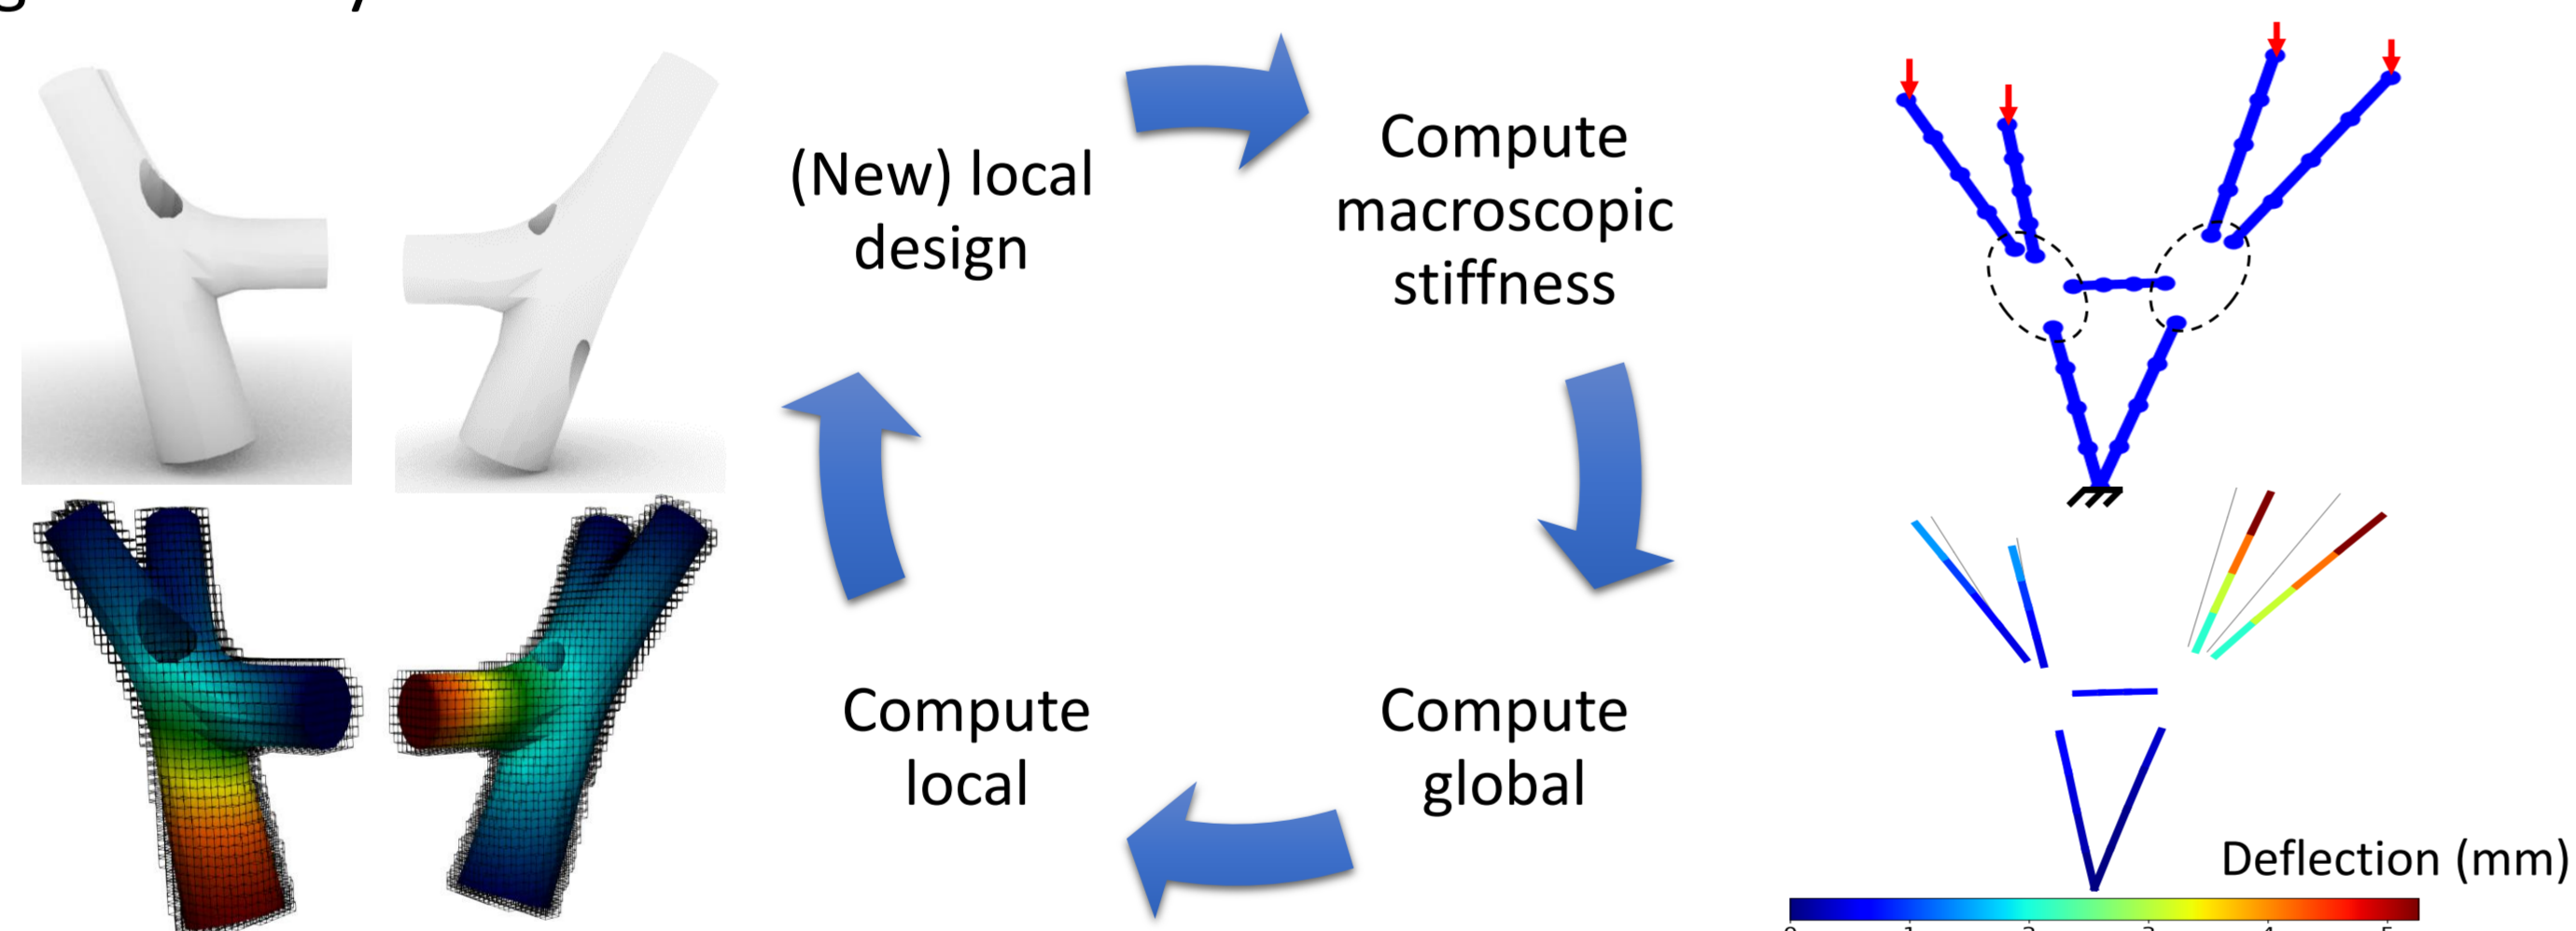 (New) local
design
Compute
macroscopic
stiffness
Compute
local
Compute
global
Deflection (mm)